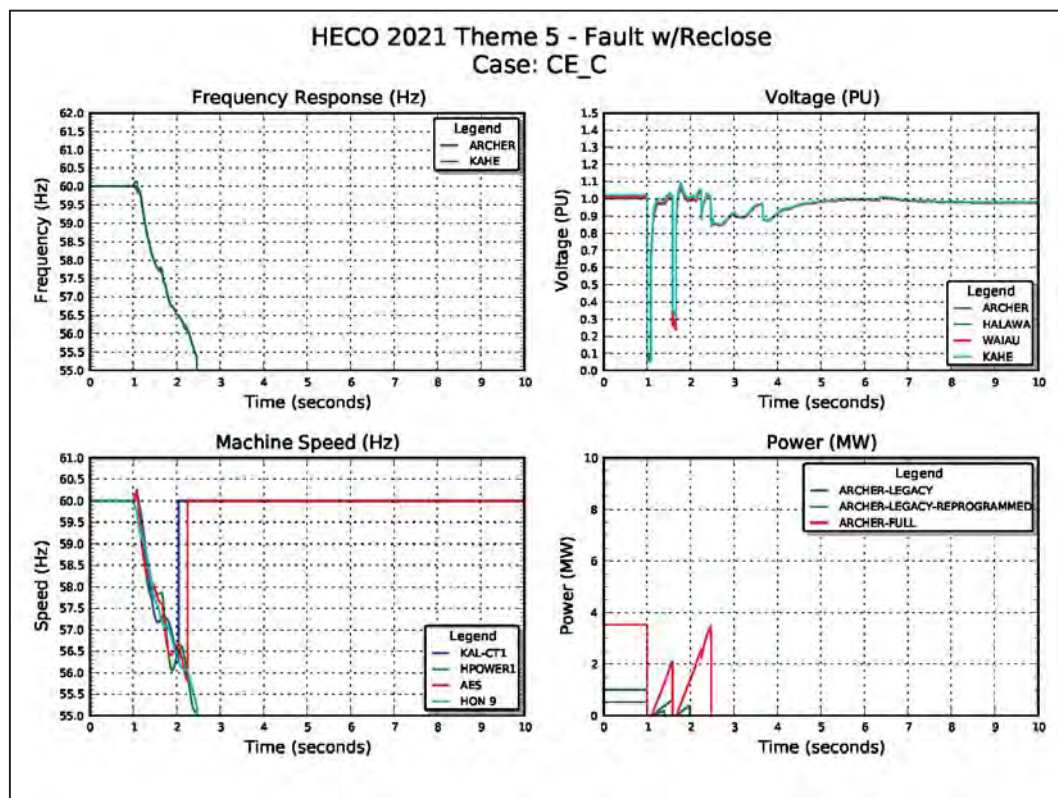 HECO 2021 Theme 5 - Fault w/Reclose
Case: CE_C
Frequency Response (Hz)
Frequency (Hz)
62.0
61.5
61.0
60.5
60.0
59.5
59.0
58.5
58.0
57.5
57.0
56.5
56.0
55.5
55.0
0 1 2 3 4 5 6 7 8 9 10
Time (seconds)
Legend
ARCHER
KAHE
Voltage (PU)
Voltage (PU)
1.5
1.4
1.3
1.2
1.1
1.0
0.9
0.8
0.7
0.6
0.5
0.4
0.3
0.2
0.1
0.0
0 1 2 3 4 5 6 7 8 9 10
Time (seconds)
Legend
ARCHER
HALAWA
WAIAU
KAHE
Machine Speed (Hz)
Speed (Hz)
61.0
60.5
60.0
59.5
59.0
58.5
58.0
57.5
57.0
56.5
56.0
55.5
55.0
0 1 2 3 4 5 6 7 8 9 10
Time (seconds)
Legend
KAL-CT1
HPOWER1
AES
HON 9
Power (MW)
Power (MW)
10
8
6
4
2
0
0 1 2 3 4 5 6 7 8 9 10
Time (seconds)
Legend
ARCHER-LEGACY
ARCHER-LEGACY-REPROGRAMMED
ARCHER-FULL